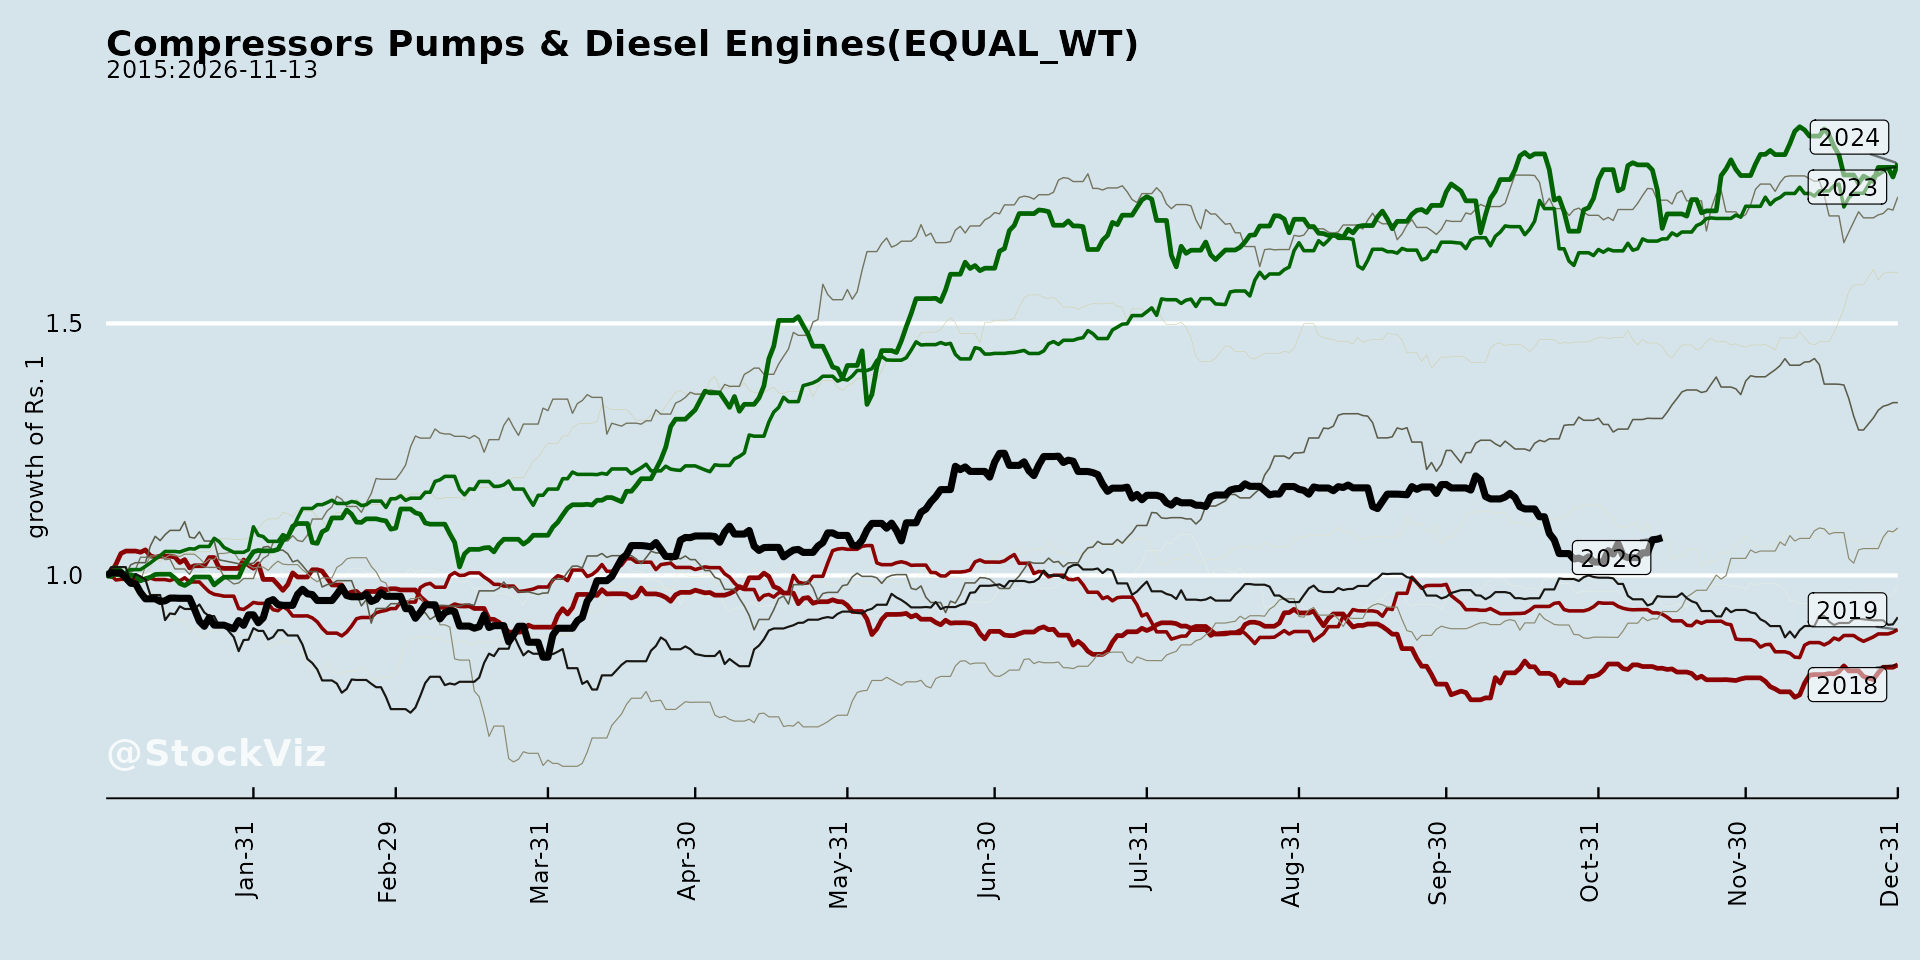 Compressors Pumps & Diesel Engines(EQUAL_WT)
2015:2026-11-13
2024
2023
1.5
growth of Rs. 1
1.0
2026
2019
2018
@StockViz
Jan-31
Feb-29
Mar-31
Apr-30
May-31
Jun-30
Jul-31
Aug-31
Sep-30
Oct-31
Nov-30
Dec-31